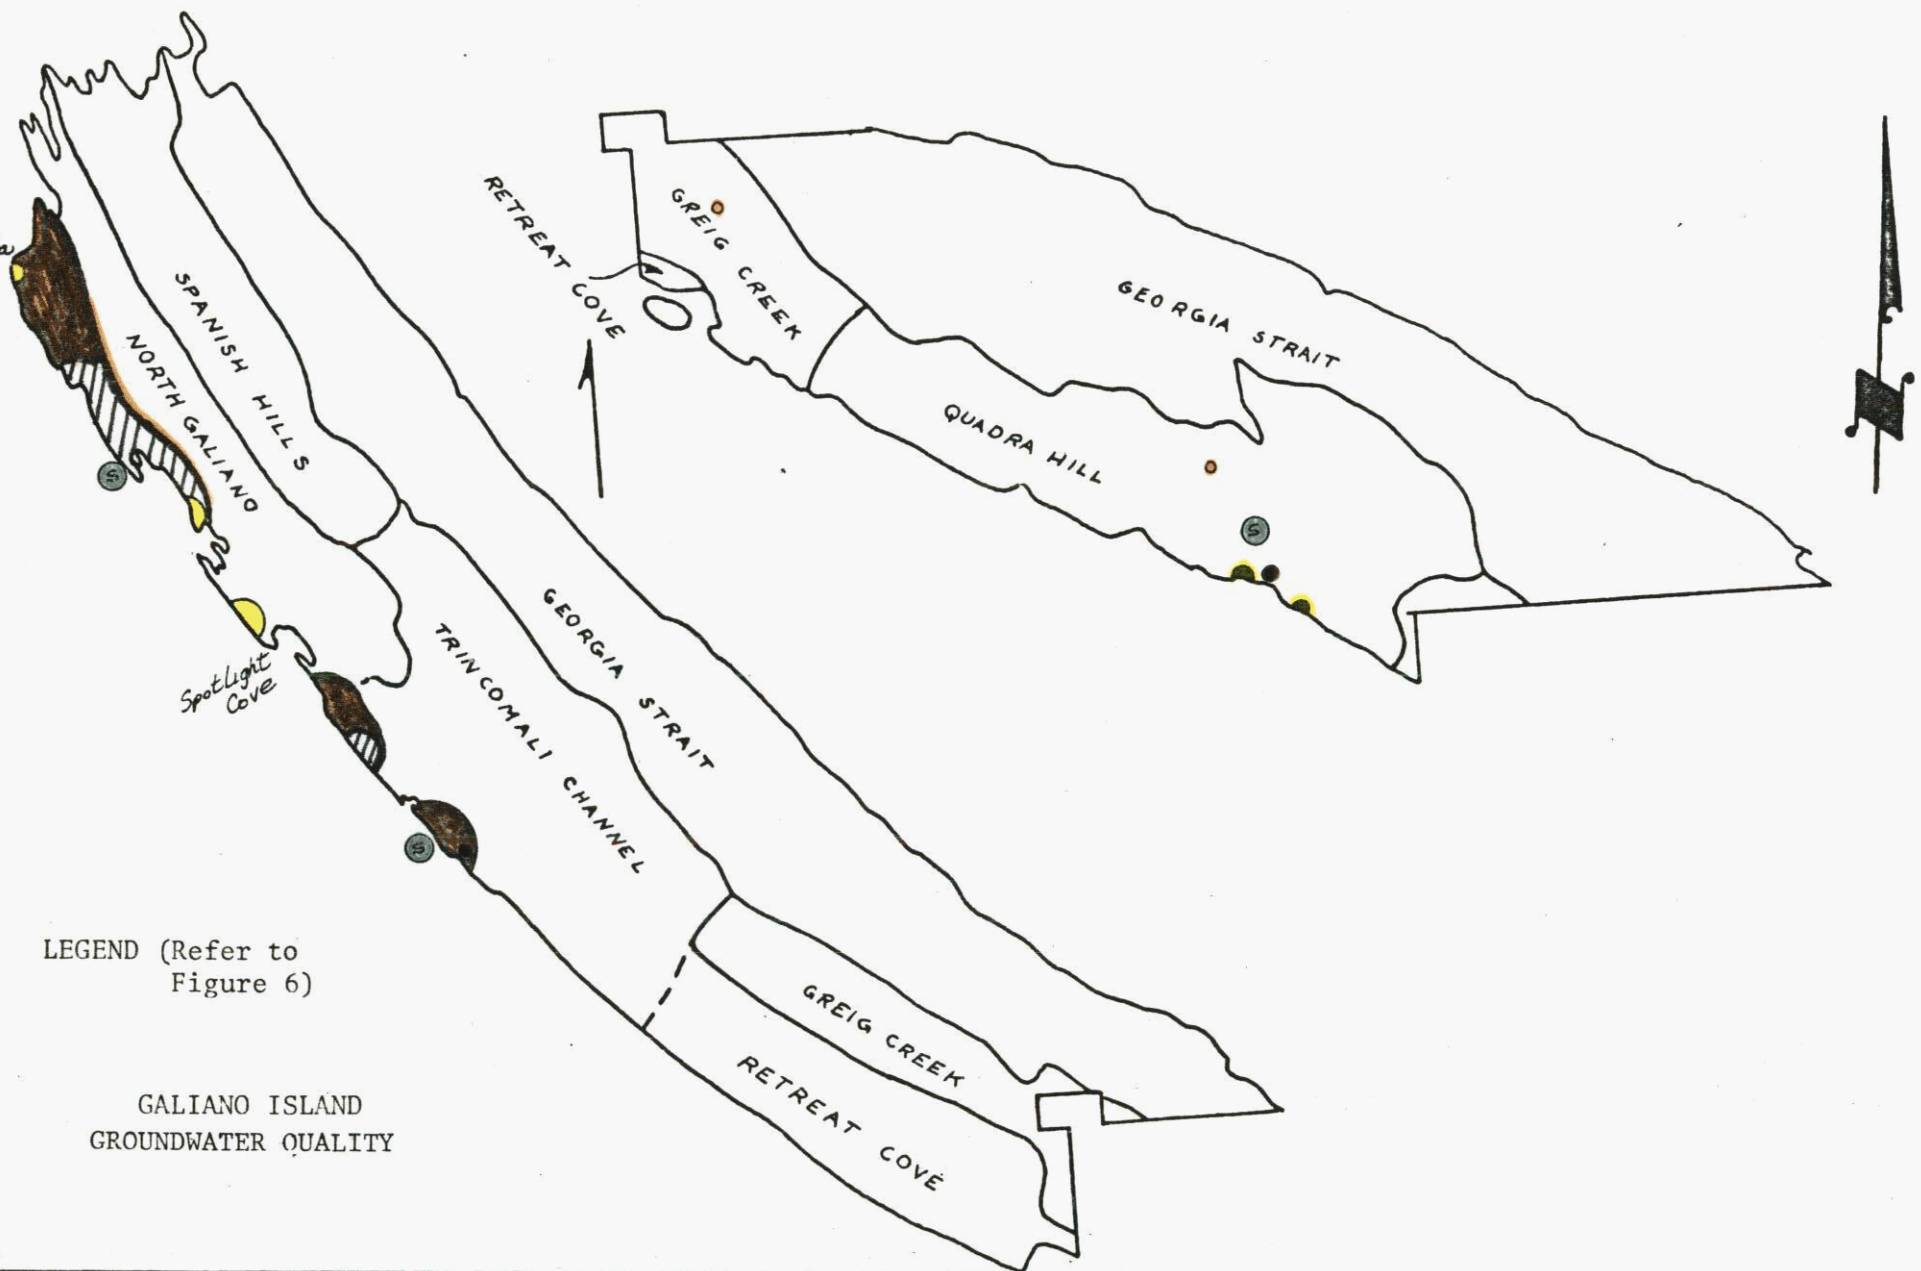 SPANISH HILLS
NORTH GALIANO
S
Spotlight
Cove
TRINCOMALI CHANNEL
GEORGIA STRAIT
S
GREIG CREEK
RETREAT COVE
RETREAT
COVE
GREIG CREEK
GEORGIA STRAIT
QUADRA HILL
S
LEGEND (Refer to
Figure 6)
GALIANO ISLAND
GROUNDWATER QUALITY